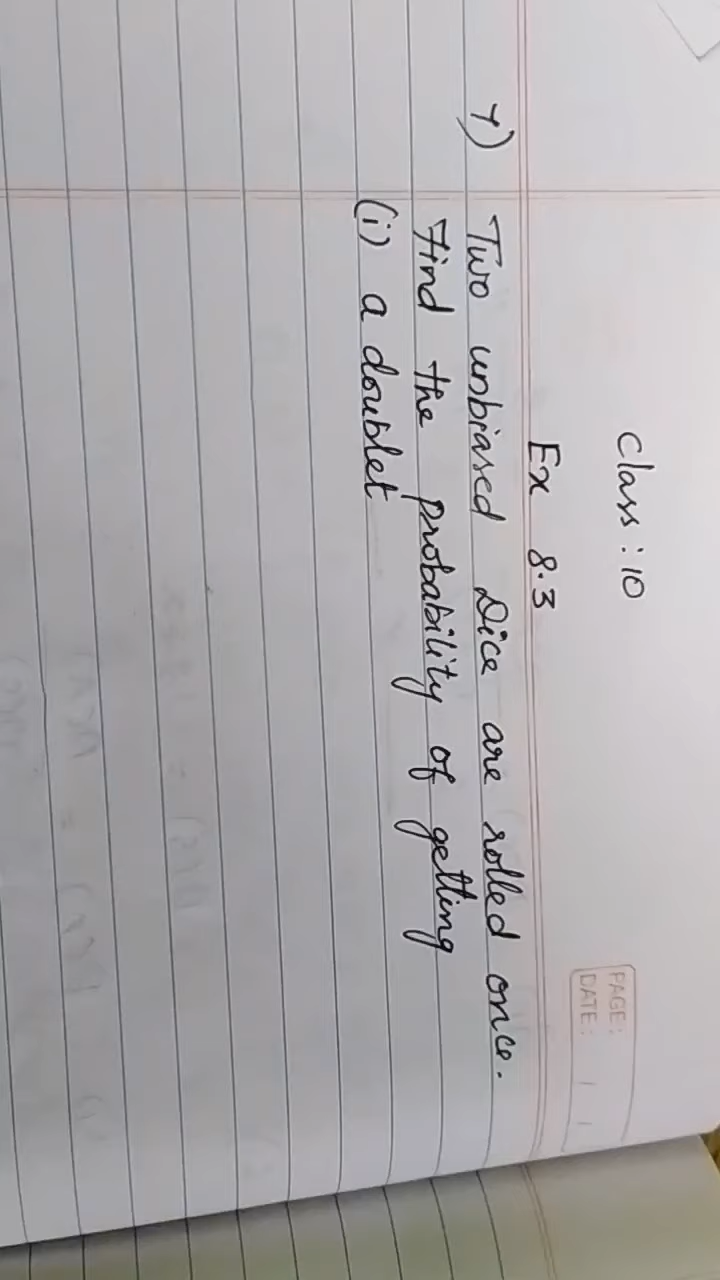 Class : 10
PAGE:
DATE: / /
Ex 8.3
7) Two unbiased Dice are rolled once.
Find the probability of getting
(i) a doublet